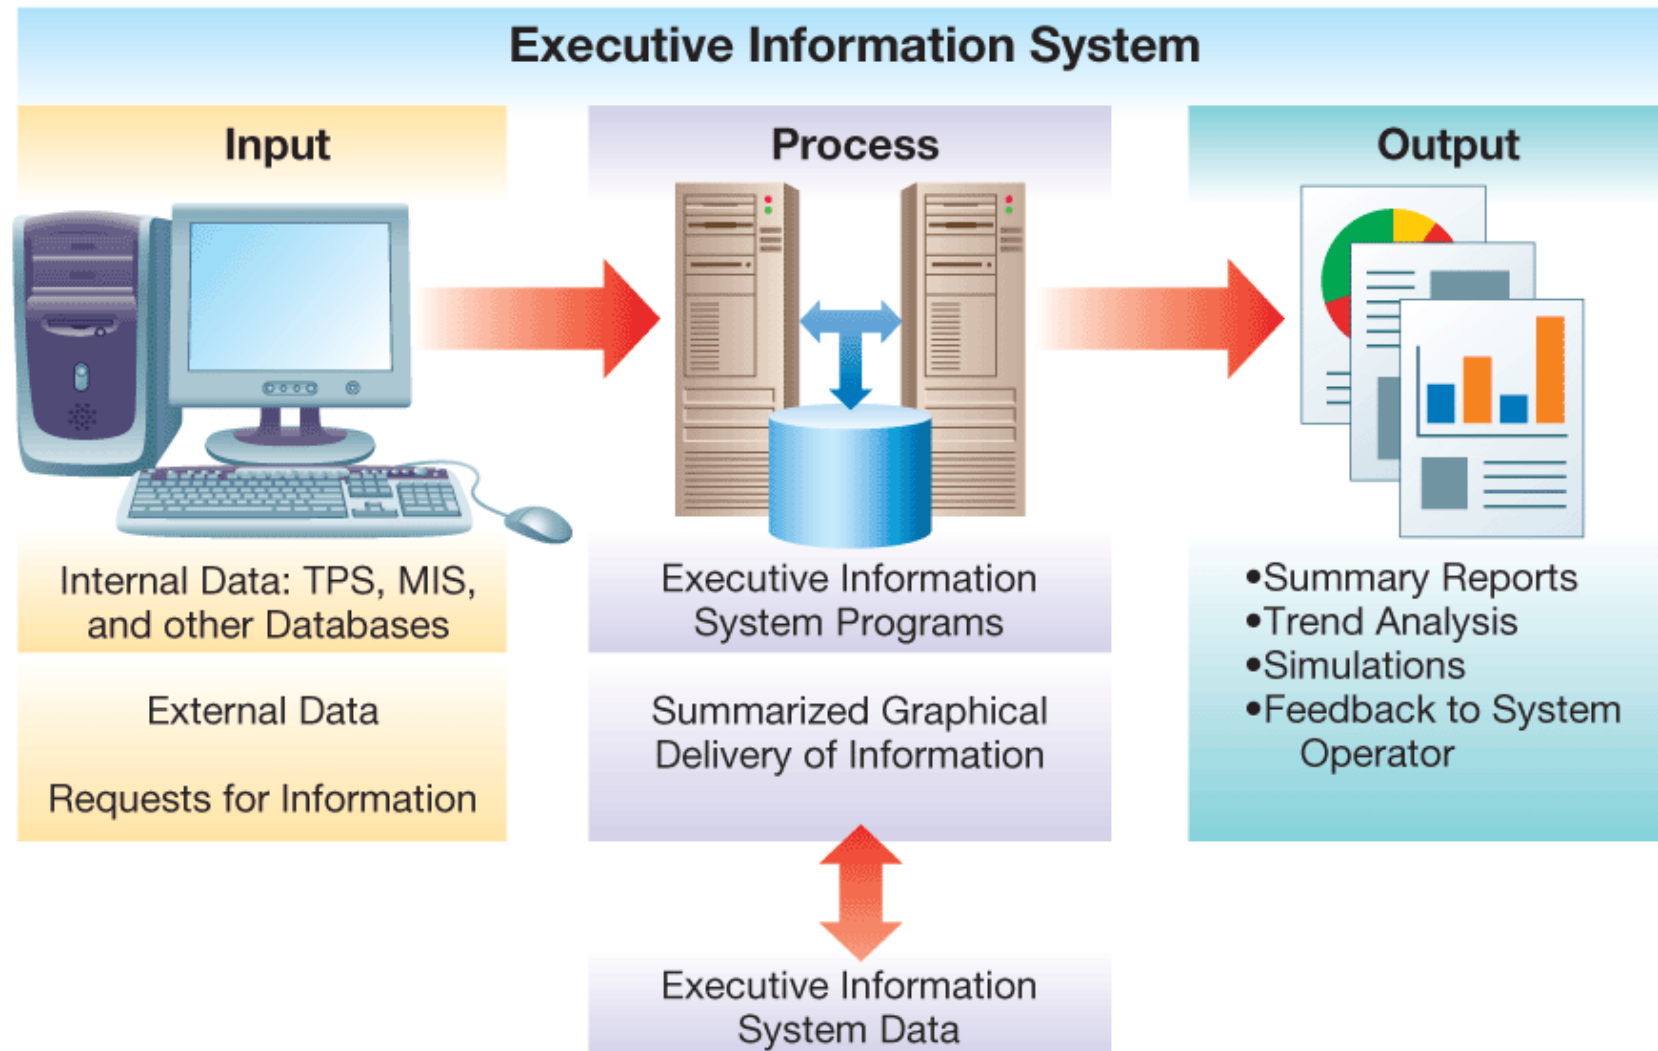 Executive Information System
Input
Process
Output
Internal Data: TPS, MIS,
and other Databases
External Data
Requests for Information
Executive Information
System Programs
Summarized Graphical
Delivery of Information
Executive Information
System Data
•Summary Reports
•Trend Analysis
•Simulations
•Feedback to System
Operator